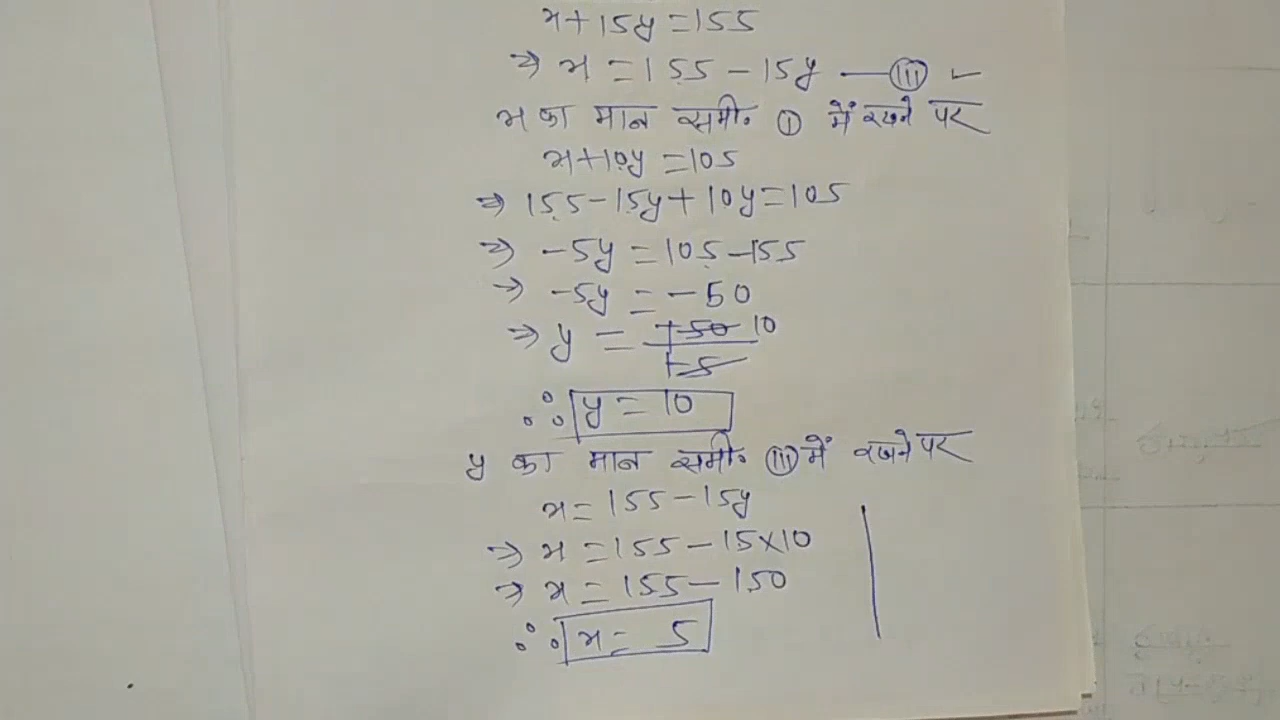 x+15y=155
⇒ x = 155 - 15y —(III) ✓
x का मान समी. (I) में रखने पर
x+10y = 105
⇒ 155-15y+10y=105
⇒ -5y = 105-155
⇒ -5y = -50
⇒ y = +50 10
+5
∴ y = 10
y का मान समी. (III) में रखने पर
x = 155-15y
⇒ x = 155-15×10
⇒ x = 155-150
∴ x = 5